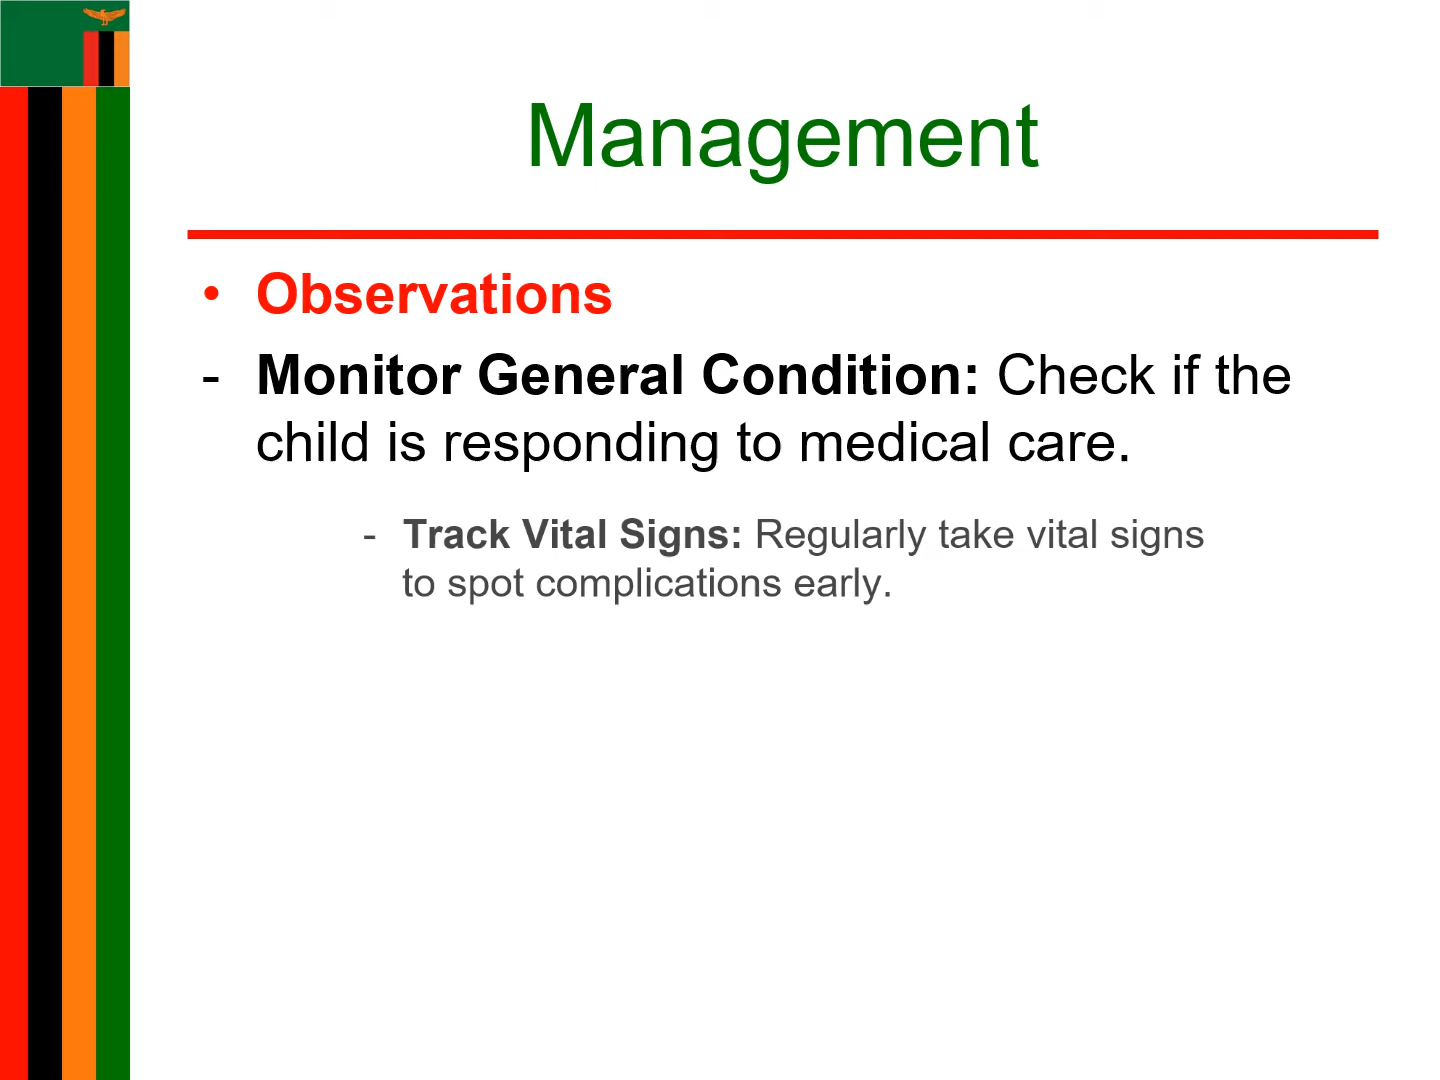 Management
• Observations
- Monitor General Condition: Check if the
child is responding to medical care.
- Track Vital Signs: Regularly take vital signs
to spot complications early.